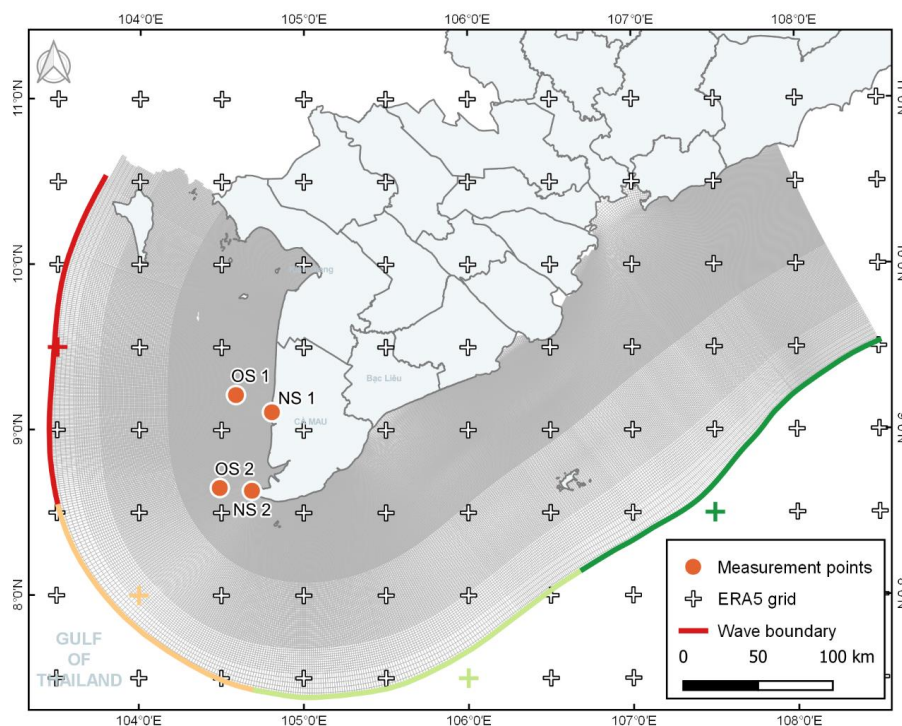 104°0'E 105°0'E 106°0'E 107°0'E 108°0'E
11°0'N
10°0'N
9°0'N
8°0'N
OS 1
NS 1
Bạc Liêu
CÀ MAU
OS 2
NS 2
GULF
OF
THAILAND
Measurement points
ERA5 grid
Wave boundary
0 50 100 km
104°0'E 105°0'E 106°0'E 107°0'E 108°0'E